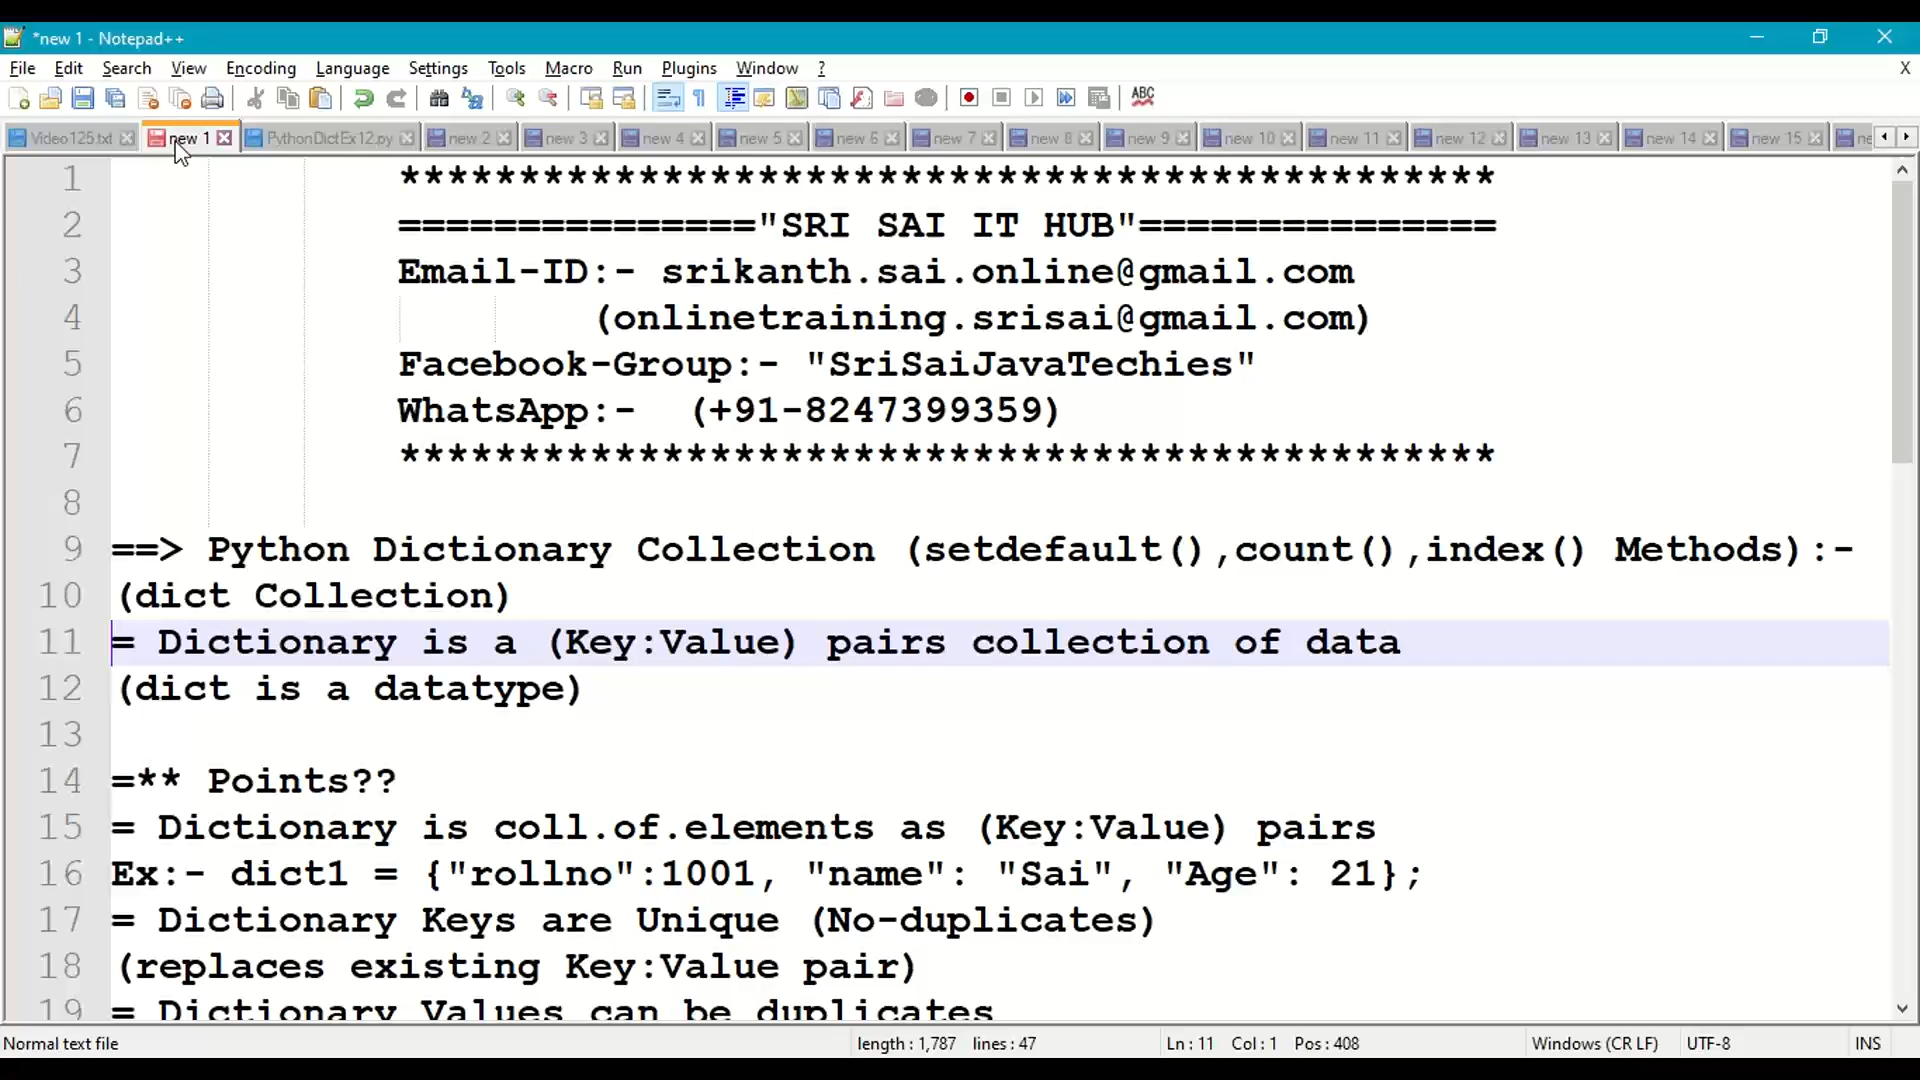 *new 1 - Notepad++
File Edit Search View Encoding Language Settings Tools Macro Run Plugins Window ? X
ABC
Video125.txt new 1 PythonDictEx12.py new 2 new 3 new 4 new 5 new 6 new 7 new 8 new 9 new 10 new 11 new 12 new 13 new 14 new 15
1 **********************************************
2 ==============="SRI SAI IT HUB"===============
3 Email-ID:- srikanth.sai.online@gmail.com
4 (onlinetraining.srisai@gmail.com)
5 Facebook-Group:- "SriSaiJavaTechies"
6 WhatsApp:- (+91-8247399359)
7 **********************************************
8
9 ==> Python Dictionary Collection (setdefault(),count(),index() Methods):-
10 (dict Collection)
11 = Dictionary is a (Key:Value) pairs collection of data
12 (dict is a datatype)
13
14 =** Points??
15 = Dictionary is coll.of.elements as (Key:Value) pairs
16 Ex:- dict1 = {"rollno":1001, "name": "Sai", "Age": 21};
17 = Dictionary Keys are Unique (No-duplicates)
18 (replaces existing Key:Value pair)
19 = Dictionary Values can be duplicates
Normal text file length : 1,787 lines : 47 Ln : 11 Col : 1 Pos : 408 Windows (CR LF) UTF-8 INS